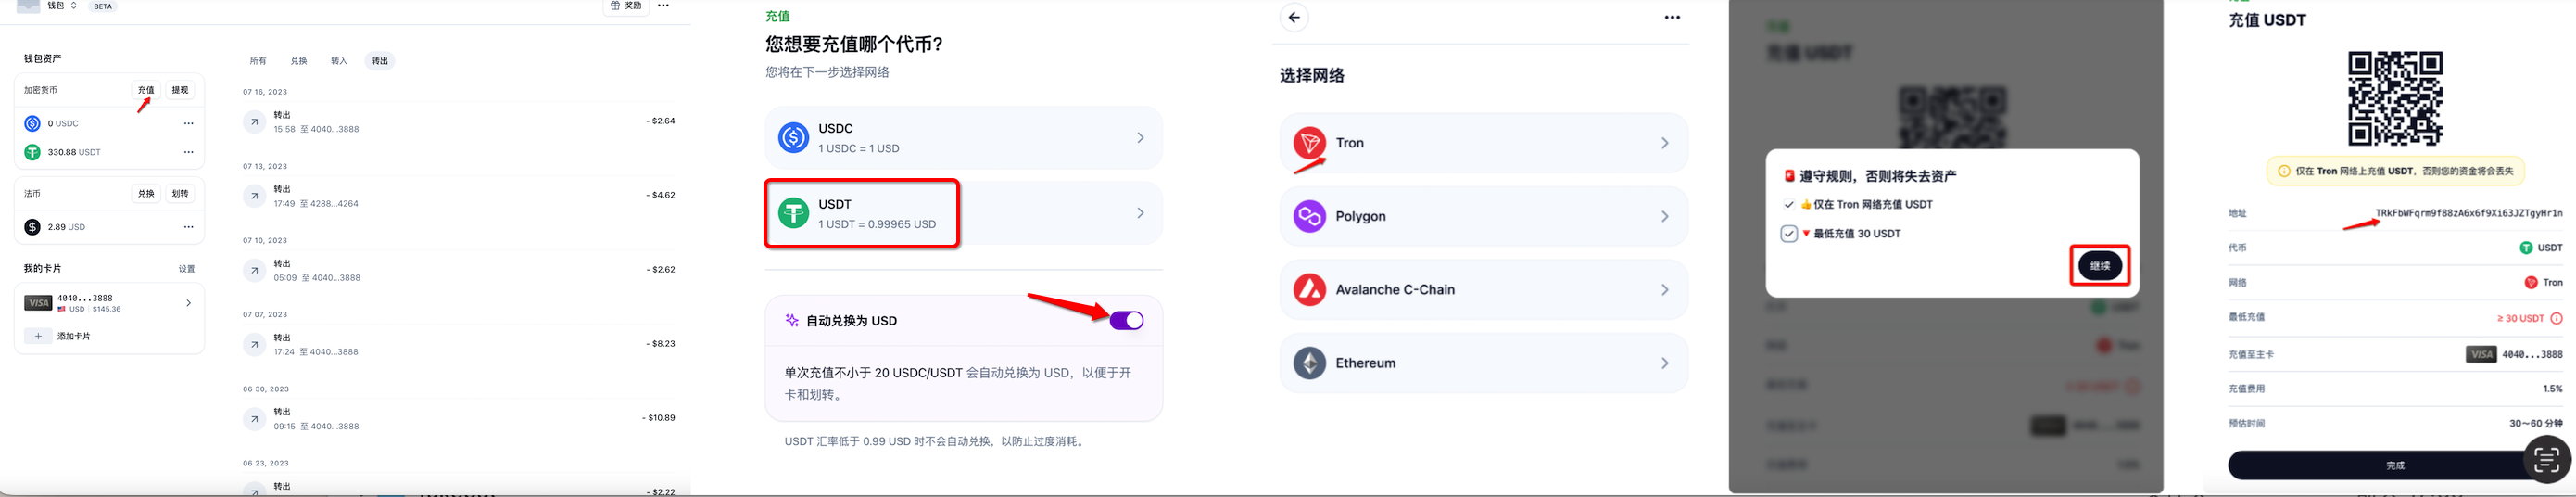 钱包
BETA
奖励
钱包资产
加密货币
充值
提现
0 USDC
330.88 USDT
法币
兑换
划转
2.89 USD
我的卡片
设置
VISA
4040...3888
USD | $145.36
添加卡片
所有
兑换
转入
转出
07 16, 2023
转出
15:58 至 4040...3888
- $2.64
07 13, 2023
转出
17:49 至 4288...4264
- $4.62
07 10, 2023
转出
05:09 至 4040...3888
- $2.62
07 07, 2023
转出
17:24 至 4040...3888
- $8.23
06 30, 2023
转出
09:15 至 4040...3888
- $10.89
06 23, 2023
转出
- $2.22
充值
您想要充值哪个代币?
您将在下一步选择网络
USDC
1 USDC = 1 USD
USDT
1 USDT = 0.99965 USD
自动兑换为 USD
单次充值不小于 20 USDC/USDT 会自动兑换为 USD，以便于开
卡和划转。
USDT 汇率低于 0.99 USD 时不会自动兑换，以防止过度消耗。
选择网络
Tron
Polygon
Avalanche C-Chain
Ethereum
充值 USDT
遵守规则，否则将失去资产
仅在 Tron 网络充值 USDT
最低充值 30 USDT
继续
充值 USDT
仅在 Tron 网络上充值 USDT，否则您的资金将会丢失
地址
TRkFbWFqrm9f88zA6x6f9Xi63JZTgyHr1n
代币
USDT
网络
Tron
最低充值
≥ 30 USDT
充值至主卡
VISA
4040...3888
充值费用
1.5%
预估时间
30～60 分钟
完成